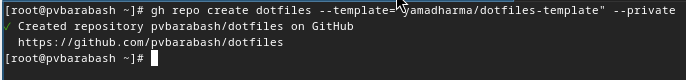 [root@pvbarabash ~]# gh repo create dotfiles --template="yamadharma/dotfiles-template" --private
✓ Created repository pvbarabash/dotfiles on GitHub
https://github.com/pvbarabash/dotfiles
[root@pvbarabash ~]#